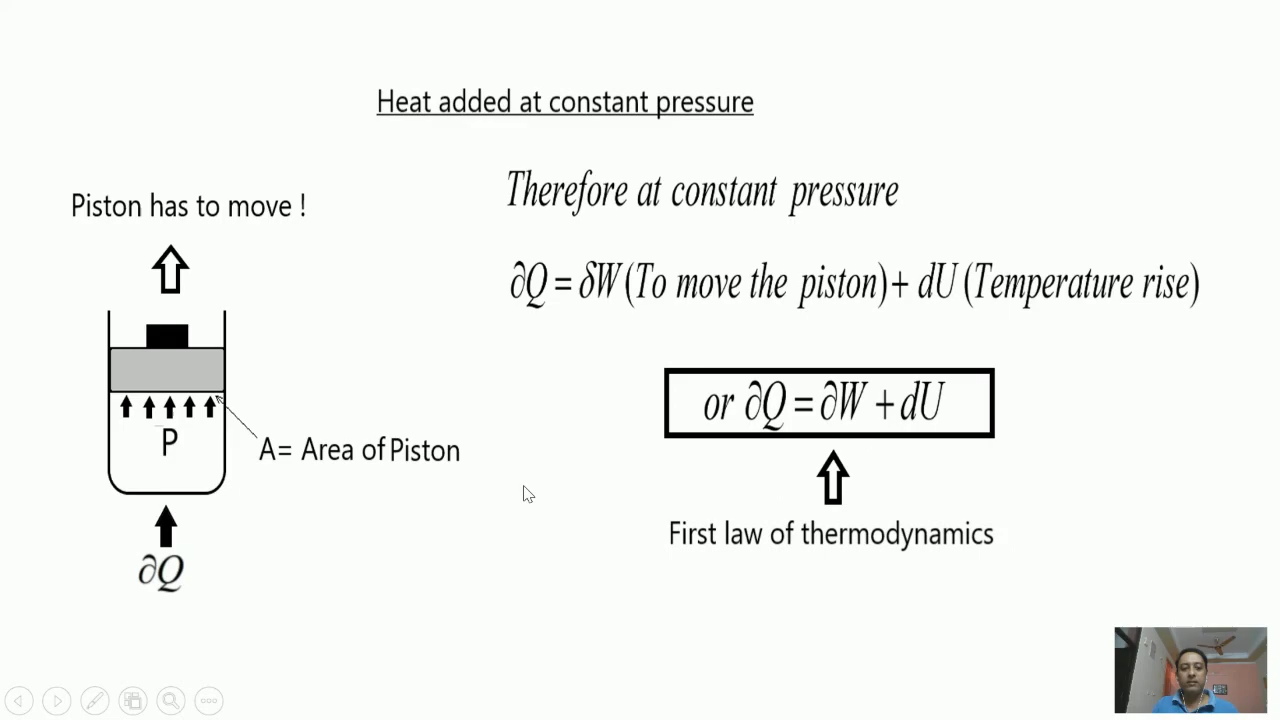 Heat added at constant pressure
Piston has to move !
P
A= Area of Piston
∂Q
Therefore at constant pressure
∂Q = δW (To move the piston) + dU (Temperature rise)
or ∂Q = ∂W + dU
First law of thermodynamics